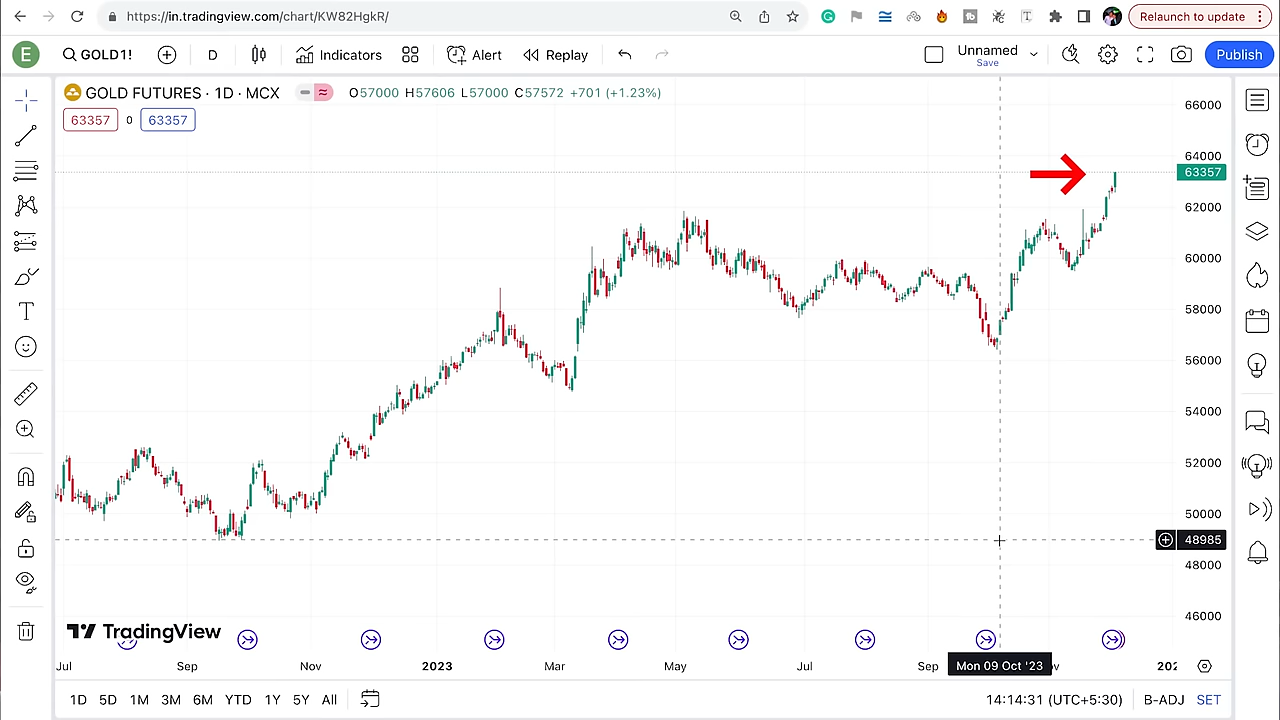 https://in.tradingview.com/chart/KW82HgkR/
Relaunch to update
E
GOLD1!
D
Indicators
Alert
Replay
Unnamed
Save
Publish
GOLD FUTURES · 1D · MCX
O57000 H57606 L57000 C57572 +701 (+1.23%)
63357 0 63357
66000
64000
63357
62000
60000
58000
56000
54000
52000
50000
48985
48000
46000
TradingView
Jul Sep Nov 2023 Mar May Jul Sep Mon 09 Oct '23
1D 5D 1M 3M 6M YTD 1Y 5Y All
14:14:31 (UTC+5:30) B-ADJ SET